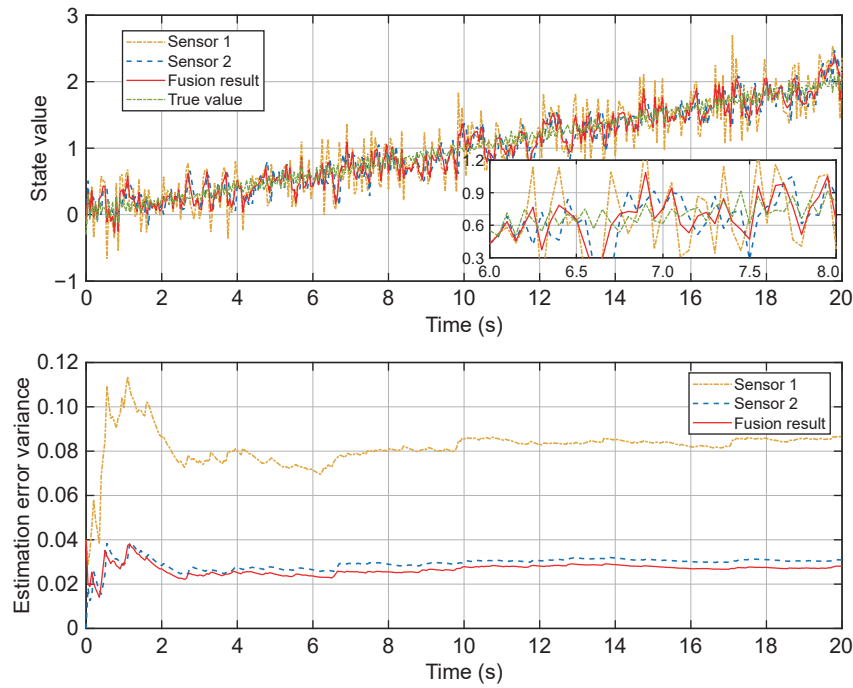 3
2
1
0
−1
State value
Sensor 1
Sensor 2
Fusion result
True value
1.2
0.9
0.6
0.3
6.0 6.5 7.0 7.5 8.0
0 2 4 6 8 10 12 14 16 18 20
Time (s)
0.12
0.10
0.08
0.06
0.04
0.02
0
Estimation error variance
Sensor 1
Sensor 2
Fusion result
0 2 4 6 8 10 12 14 16 18 20
Time (s)